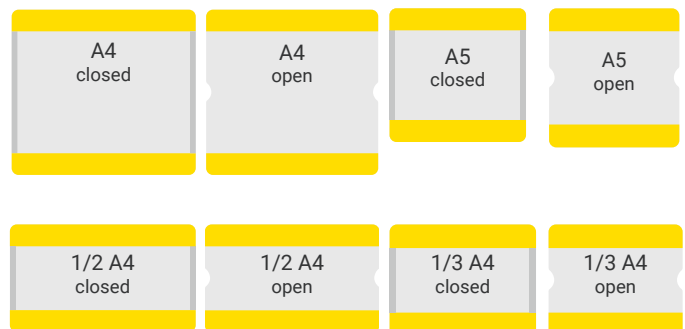 A4
closed
A4
open
A5
closed
A5
open
1/2 A4
closed
1/2 A4
open
1/3 A4
closed
1/3 A4
open